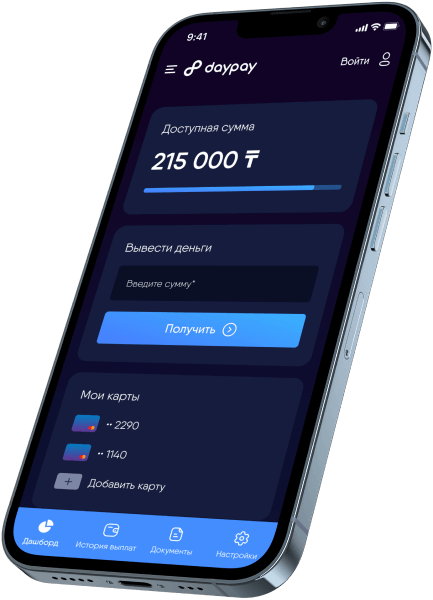 9:41
daypay
Войти
Доступная сумма
215 000 ₸
Вывести деньги
Введите сумму*
Получить
Мои карты
•• 2290
•• 1140
+ Добавить карту
Дашборд
История выплат
Документы
Настройки